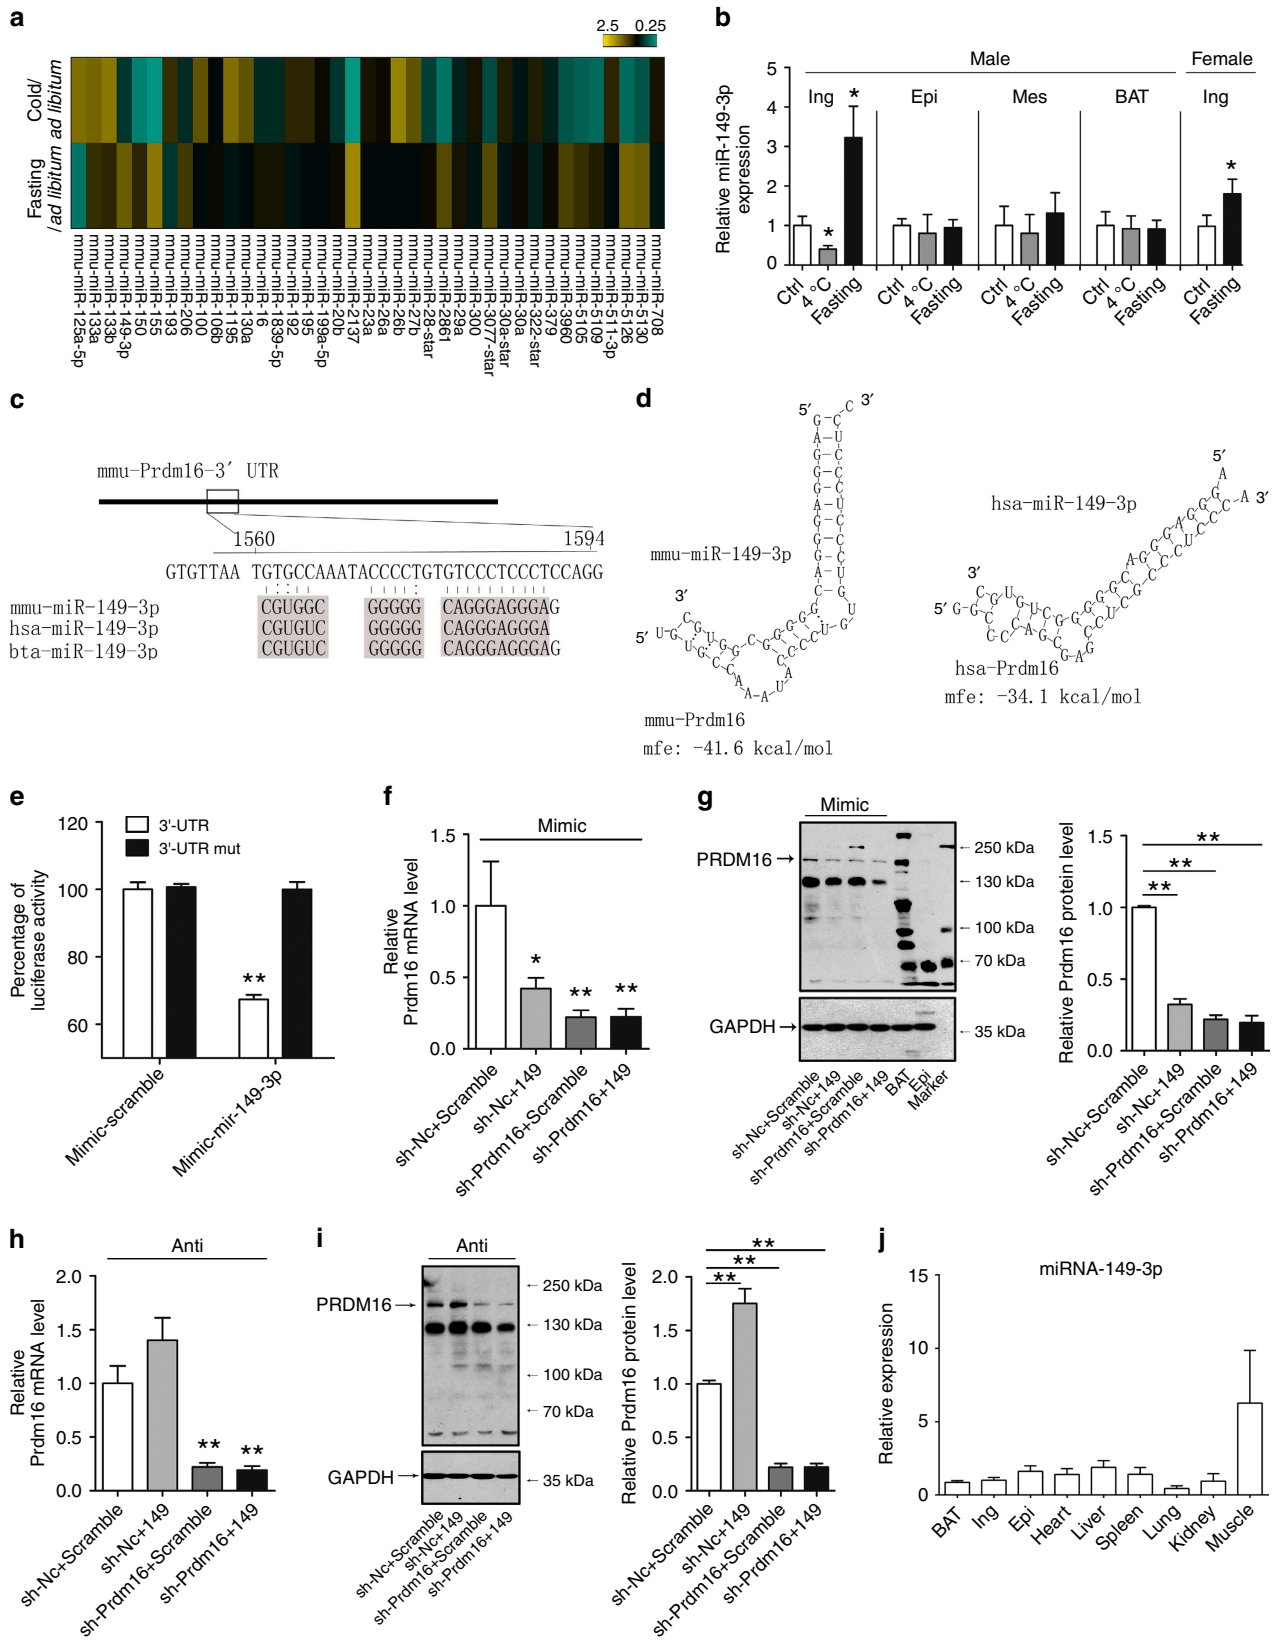 a
2.5 0.25
Cold/
ad libitum
Fasting
/ad libitum
mmu-miR-125a-5p
mmu-miR-133a
mmu-miR-133b
mmu-miR-149-3p
mmu-miR-150
mmu-miR-155
mmu-miR-193
mmu-miR-206
mmu-miR-100
mmu-miR-106b
mmu-miR-1195
mmu-miR-130a
mmu-miR-16
mmu-miR-1839-5p
mmu-miR-192
mmu-miR-195
mmu-miR-199a-5p
mmu-miR-20b
mmu-miR-2137
mmu-miR-23a
mmu-miR-26a
mmu-miR-26b
mmu-miR-27b
mmu-miR-28-star
mmu-miR-2861
mmu-miR-29a
mmu-miR-300
mmu-miR-3077-star
mmu-miR-30a-star
mmu-miR-30a
mmu-miR-322-star
mmu-miR-379
mmu-miR-3960
mmu-miR-5105
mmu-miR-5109
mmu-miR-511-3p
mmu-miR-5126
mmu-miR-5130
mmu-miR-708
b
Male Female
Ing Epi Mes BAT Ing
Relative miR-149-3p
expression
5
4
3
2
1
0
* * *
Ctrl 4 °C Fasting Ctrl 4 °C Fasting Ctrl 4 °C Fasting Ctrl 4 °C Fasting Ctrl Fasting
c
mmu-Prdm16-3′ UTR
1560 1594
GTGTTAA TGTGCCAAATACCCCTGTGTCCCTCCCTCCAGG
mmu-miR-149-3p CGUGGC GGGGG CAGGGAGGGAG
hsa-miR-149-3p CGUGUC GGGGG CAGGGAGGGA
bta-miR-149-3p CGUGUC GGGGG CAGGGAGGGAG
d
5′ 3′
mmu-miR-149-3p
3′
5′
mmu-Prdm16
mfe: -41.6 kcal/mol
5′
3′
hsa-miR-149-3p
3′
5′
hsa-Prdm16
mfe: -34.1 kcal/mol
e
3'-UTR
3'-UTR mut
Percentage of
luciferase activity
120
100
80
60
**
Mimic-scramble
Mimic-mir-149-3p
f
Mimic
Relative
Prdm16 mRNA level
1.5
1.0
0.5
0.0
* ** **
sh-Nc+Scramble
sh-Nc+149
sh-Prdm16+Scramble
sh-Prdm16+149
g
Mimic
PRDM16→
←250 kDa
←130 kDa
←100 kDa
←70 kDa
GAPDH→
←35 kDa
sh-Nc+Scramble
sh-Nc+149
sh-Prdm16+Scramble
sh-Prdm16+149
BAT
Epi
Marker
Relative Prdm16 protein level
1.5
1.0
0.5
0.0
**
**
**
sh-Nc+Scramble
sh-Nc+149
sh-Prdm16+Scramble
sh-Prdm16+149
h
Anti
Relative
Prdm16 mRNA level
2.0
1.5
1.0
0.5
0.0
** **
sh-Nc+Scramble
sh-Nc+149
sh-Prdm16+Scramble
sh-Prdm16+149
i
Anti
PRDM16→
←250 kDa
←130 kDa
←100 kDa
←70 kDa
GAPDH→
←35 kDa
sh-Nc+Scramble
sh-Nc+149
sh-Prdm16+Scramble
sh-Prdm16+149
Relative Prdm16 protein level
2.0
1.5
1.0
0.5
0.0
**
**
**
sh-Nc+Scramble
sh-Nc+149
sh-Prdm16+Scramble
sh-Prdm16+149
j
miRNA-149-3p
Relative expression
15
10
5
0
BAT
Ing
Epi
Heart
Liver
Spleen
Lung
Kidney
Muscle